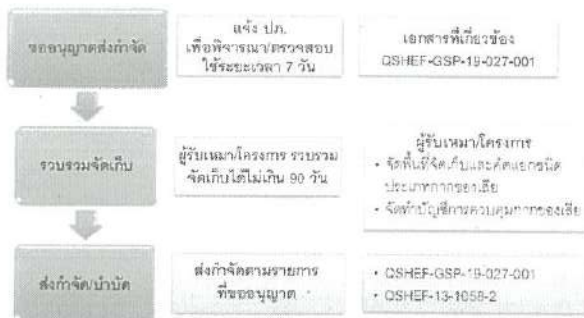 ขออนุญาตส่งกำจัด
แจ้ง ปภ.
เพื่อพิจารณา/ตรวจสอบ
ใช้ระยะเวลา 7 วัน
เอกสารที่เกี่ยวข้อง
QSHEF-GSP-19-027-001
รวบรวมจัดเก็บ
ผู้รับเหมา/โครงการ รวบรวม
จัดเก็บได้ไม่เกิน 90 วัน
ผู้รับเหมา/โครงการ
• จัดพื้นที่จัดเก็บและคัดแยกชนิด
ประเภทกากของเสีย
• จัดทำบัญชีการควบคุมกากของเสีย
ส่งกำจัด/บำบัด
ส่งกำจัดตามรายการ
ที่ขออนุญาต
• QSHEF-GSP-19-027-001
• QSHEF-13-1058-2